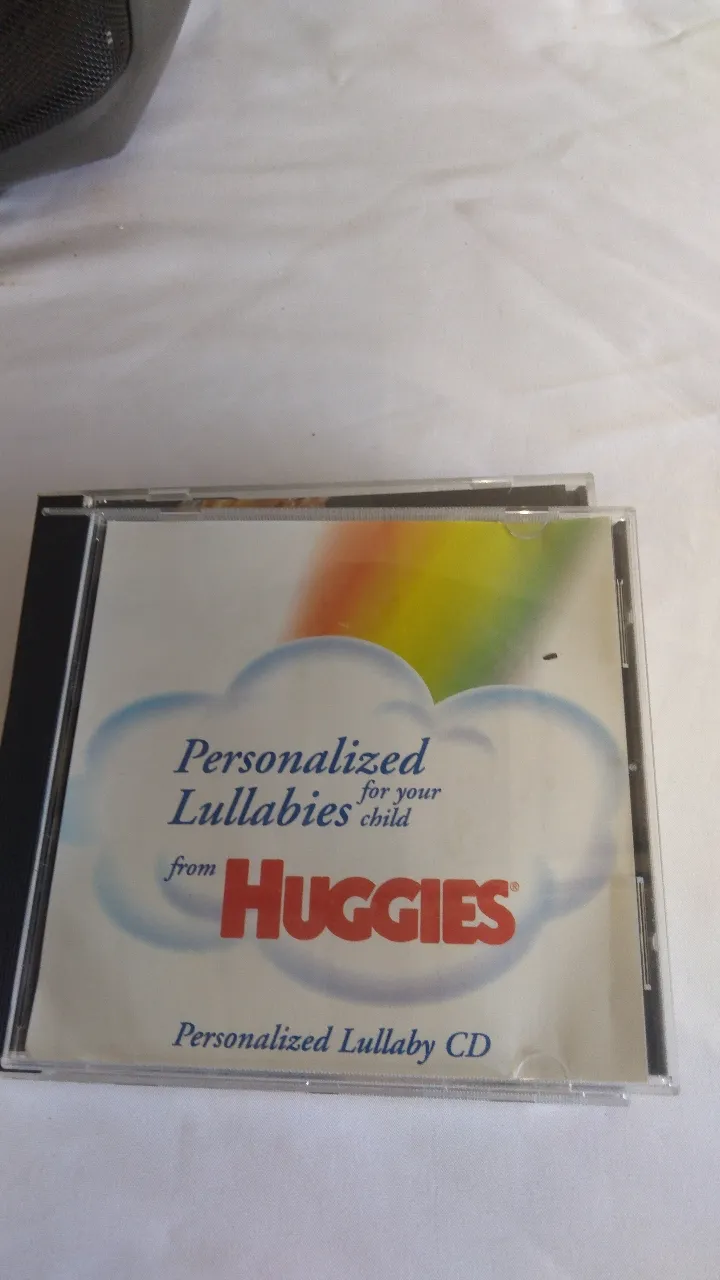 Personalized
Lullabies for your child
from HUGGIES®
Personalized Lullaby CD